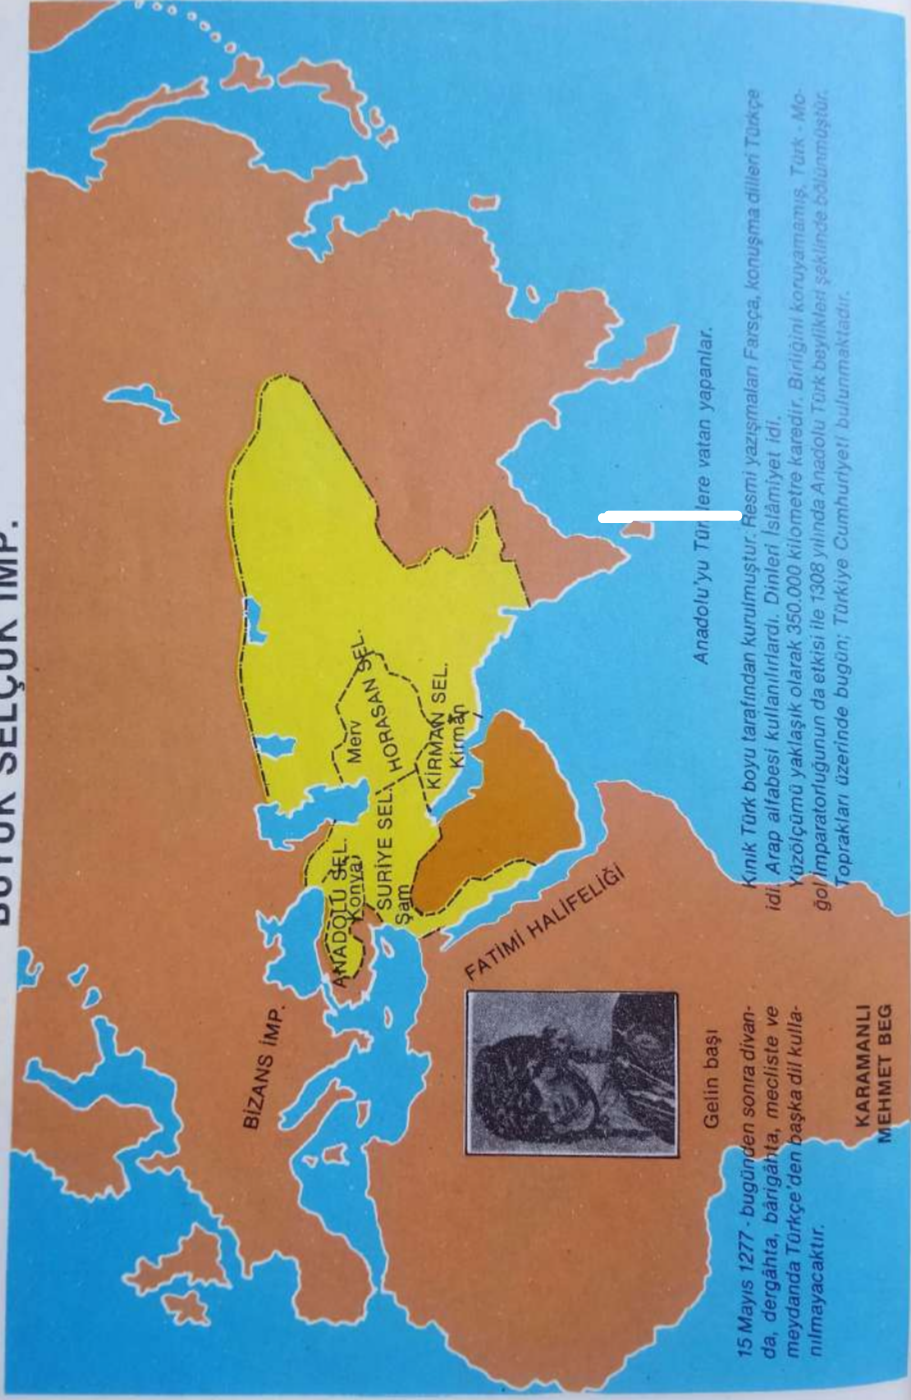 BÜYÜK SELÇUK İMP.
BİZANS İMP.
ANADOLU SEL.
Konya
SURİYE SEL.
Şam
Merv
HORASAN SEL.
KİRMAN SEL.
Kirman
FATİMİ HALİFELİĞİ
Gelin başı
15 Mayıs 1277 - bugünden sonra divan-
da, dergâhta, bârigâhta, mecliste ve
meydanda Türkçe'den başka dil kulla-
nılmayacaktır.
KARAMANLI
MEHMET BEG
Anadolu'yu Türklere vatan yapanlar.
Kınık Türk boyu tarafından kurulmuştur. Resmi yazışmaları Farsça, konuşma dilleri Türkçe
idi. Arap alfabesi kullanılırlardı. Dinleri İslâmiyet idi.
Yüzölçümü yaklaşık olarak 350.000 kilometre karedir. Birliğini koruyamamış, Türk - Mo-
ğol İmparatorluğunun da etkisi ile 1308 yılında Anadolu Türk beylikleri şeklinde bölünmüştür.
Toprakları üzerinde bugün; Türkiye Cumhuriyeti bulunmaktadır.